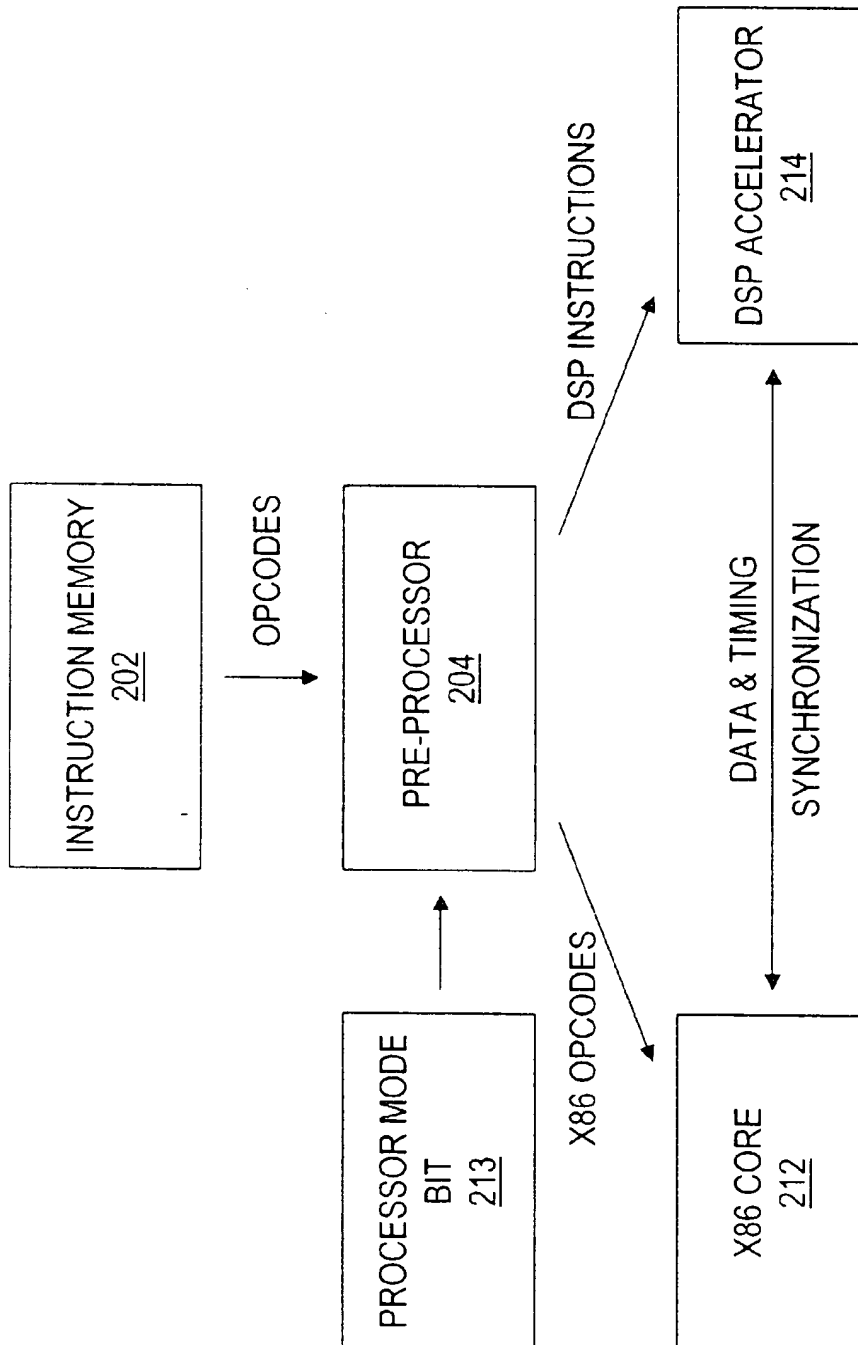 INSTRUCTION MEMORY
202
OPCODES
PROCESSOR MODE
BIT
213
PRE-PROCESSOR
204
X86 OPCODES
DSP INSTRUCTIONS
X86 CORE
212
DATA & TIMING
SYNCHRONIZATION
DSP ACCELERATOR
214